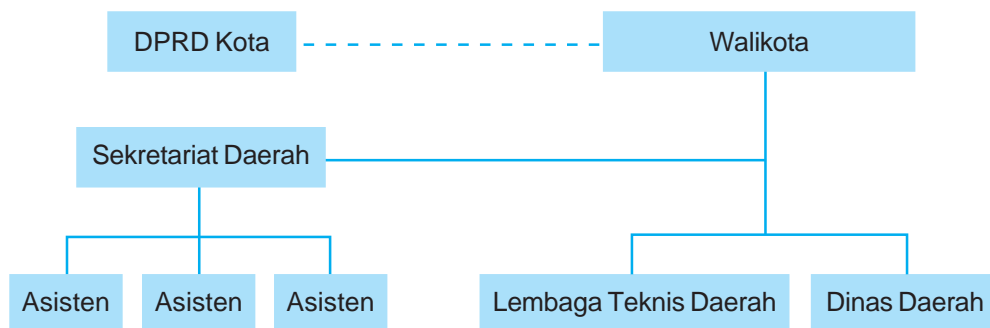 DPRD Kota
Walikota
Sekretariat Daerah
Asisten
Asisten
Asisten
Lembaga Teknis Daerah
Dinas Daerah